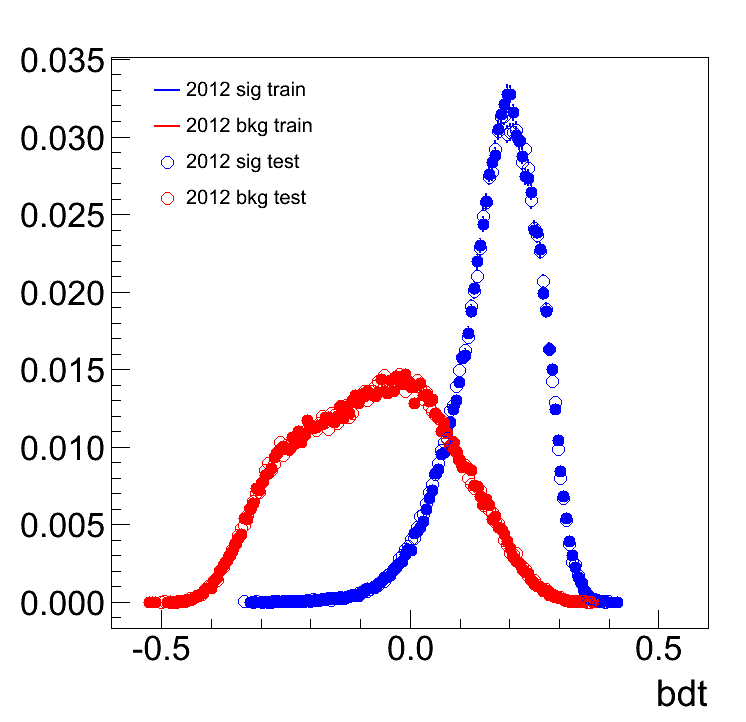 0.035
2012 sig train
2012 bkg train
0.030
2012 sig test
2012 bkg test
0.025
0.020
0.015
0.010
0.005
0.000
-0.5 0.0 0.5
bdt